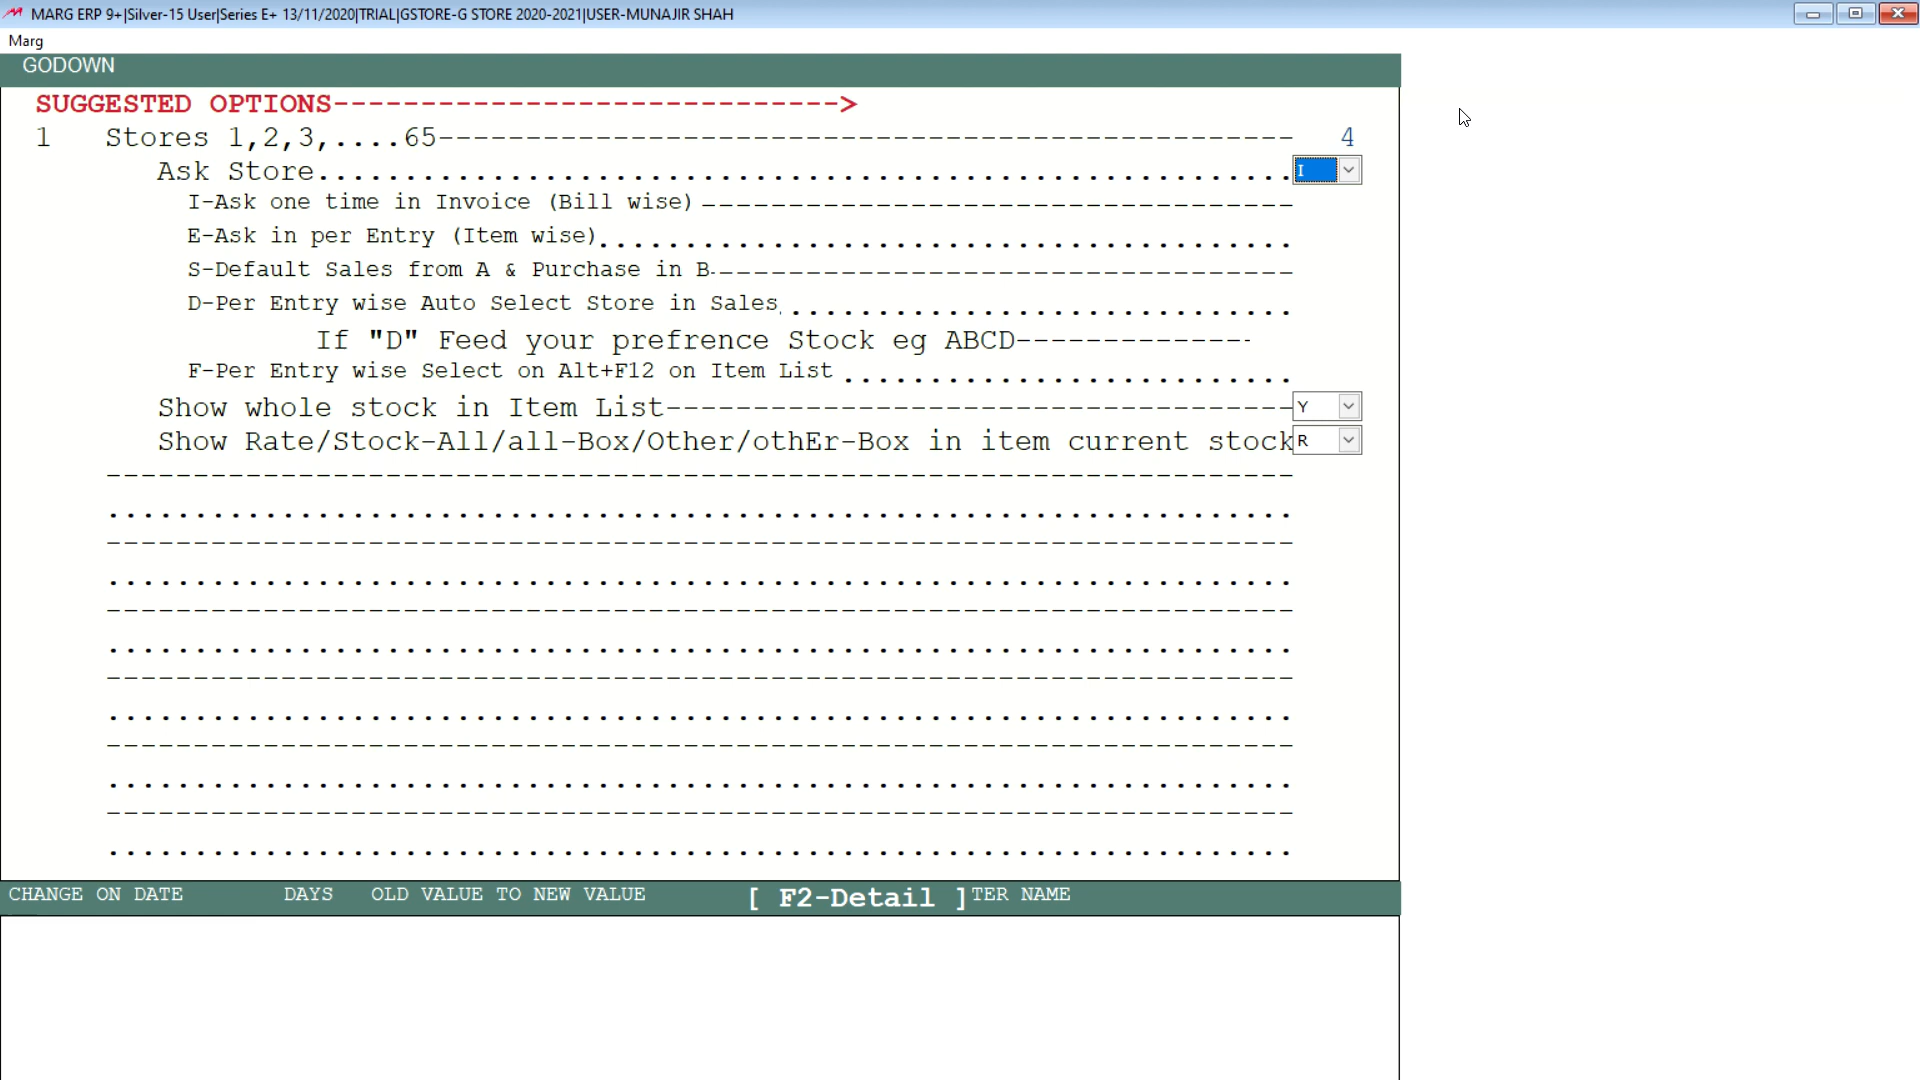 MARG ERP 9+|Silver-15 User|Series E+ 13/11/2020|TRIAL|GSTORE-G STORE 2020-2021|USER-MUNAJIR SHAH
Marg
GODOWN
SUGGESTED OPTIONS----------------------------->
1 Stores 1,2,3,....65 4
Ask Store I
I-Ask one time in Invoice (Bill wise)
E-Ask in per Entry (Item wise)
S-Default Sales from A & Purchase in B
D-Per Entry wise Auto Select Store in Sales
If "D" Feed your prefrence Stock eg ABCD
F-Per Entry wise Select on Alt+F12 on Item List
Show whole stock in Item List Y
Show Rate/Stock-All/all-Box/Other/othEr-Box in item current stock R
CHANGE ON DATE DAYS OLD VALUE TO NEW VALUE [ F2-Detail ]TER NAME